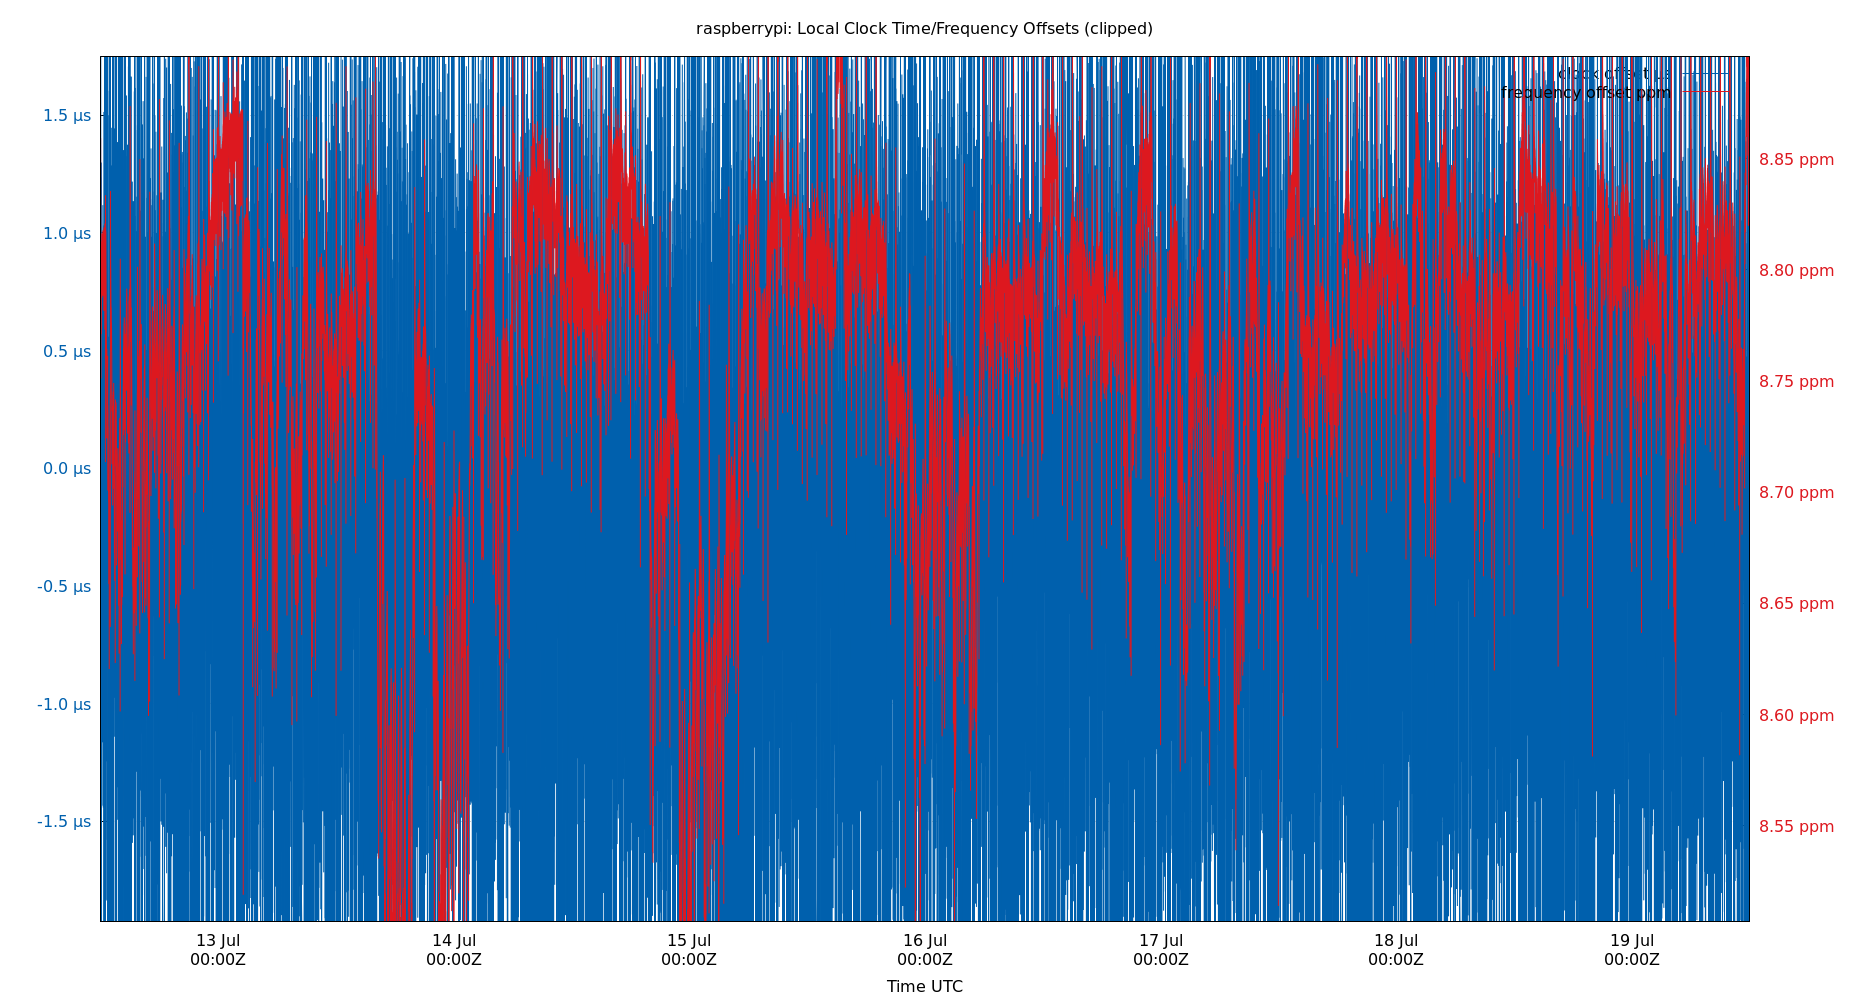 raspberrypi: Local Clock Time/Frequency Offsets (clipped)
clock offset µs
frequency offset ppm
1.5 µs
1.0 µs
0.5 µs
0.0 µs
-0.5 µs
-1.0 µs
-1.5 µs
8.85 ppm
8.80 ppm
8.75 ppm
8.70 ppm
8.65 ppm
8.60 ppm
8.55 ppm
13 Jul 14 Jul 15 Jul 16 Jul 17 Jul 18 Jul 19 Jul
00:00Z 00:00Z 00:00Z 00:00Z 00:00Z 00:00Z 00:00Z
Time UTC